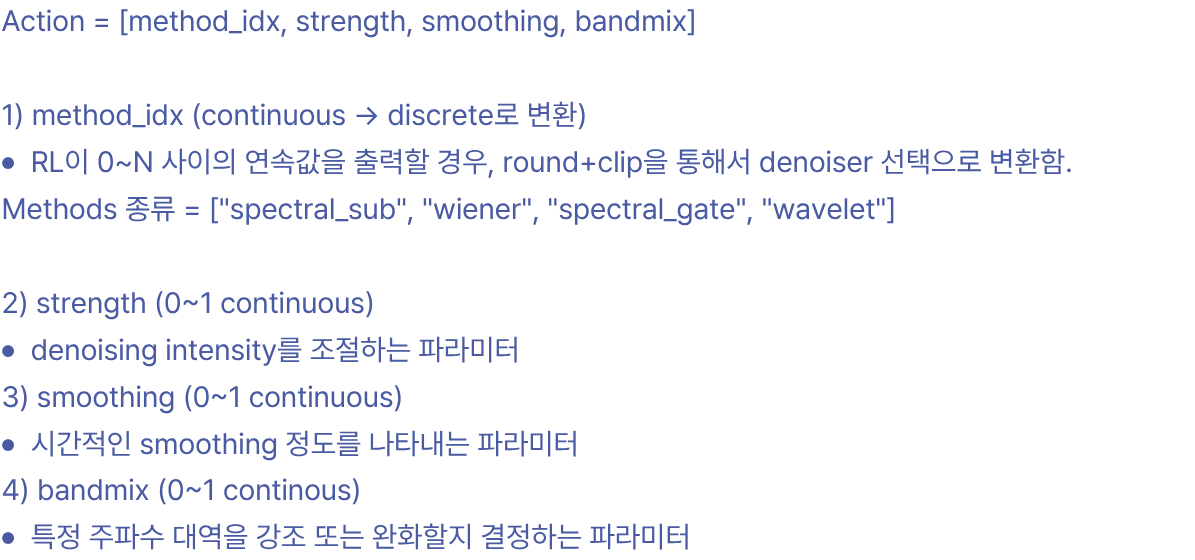 Action = [method_idx, strength, smoothing, bandmix]
1) method_idx (continuous → discrete로 변환)
● RL이 0~N 사이의 연속값을 출력할 경우, round+clip을 통해서 denoiser 선택으로 변환함.
Methods 종류 = ["spectral_sub", "wiener", "spectral_gate", "wavelet"]
2) strength (0~1 continuous)
● denoising intensity를 조절하는 파라미터
3) smoothing (0~1 continuous)
● 시간적인 smoothing 정도를 나타내는 파라미터
4) bandmix (0~1 continous)
● 특정 주파수 대역을 강조 또는 완화할지 결정하는 파라미터